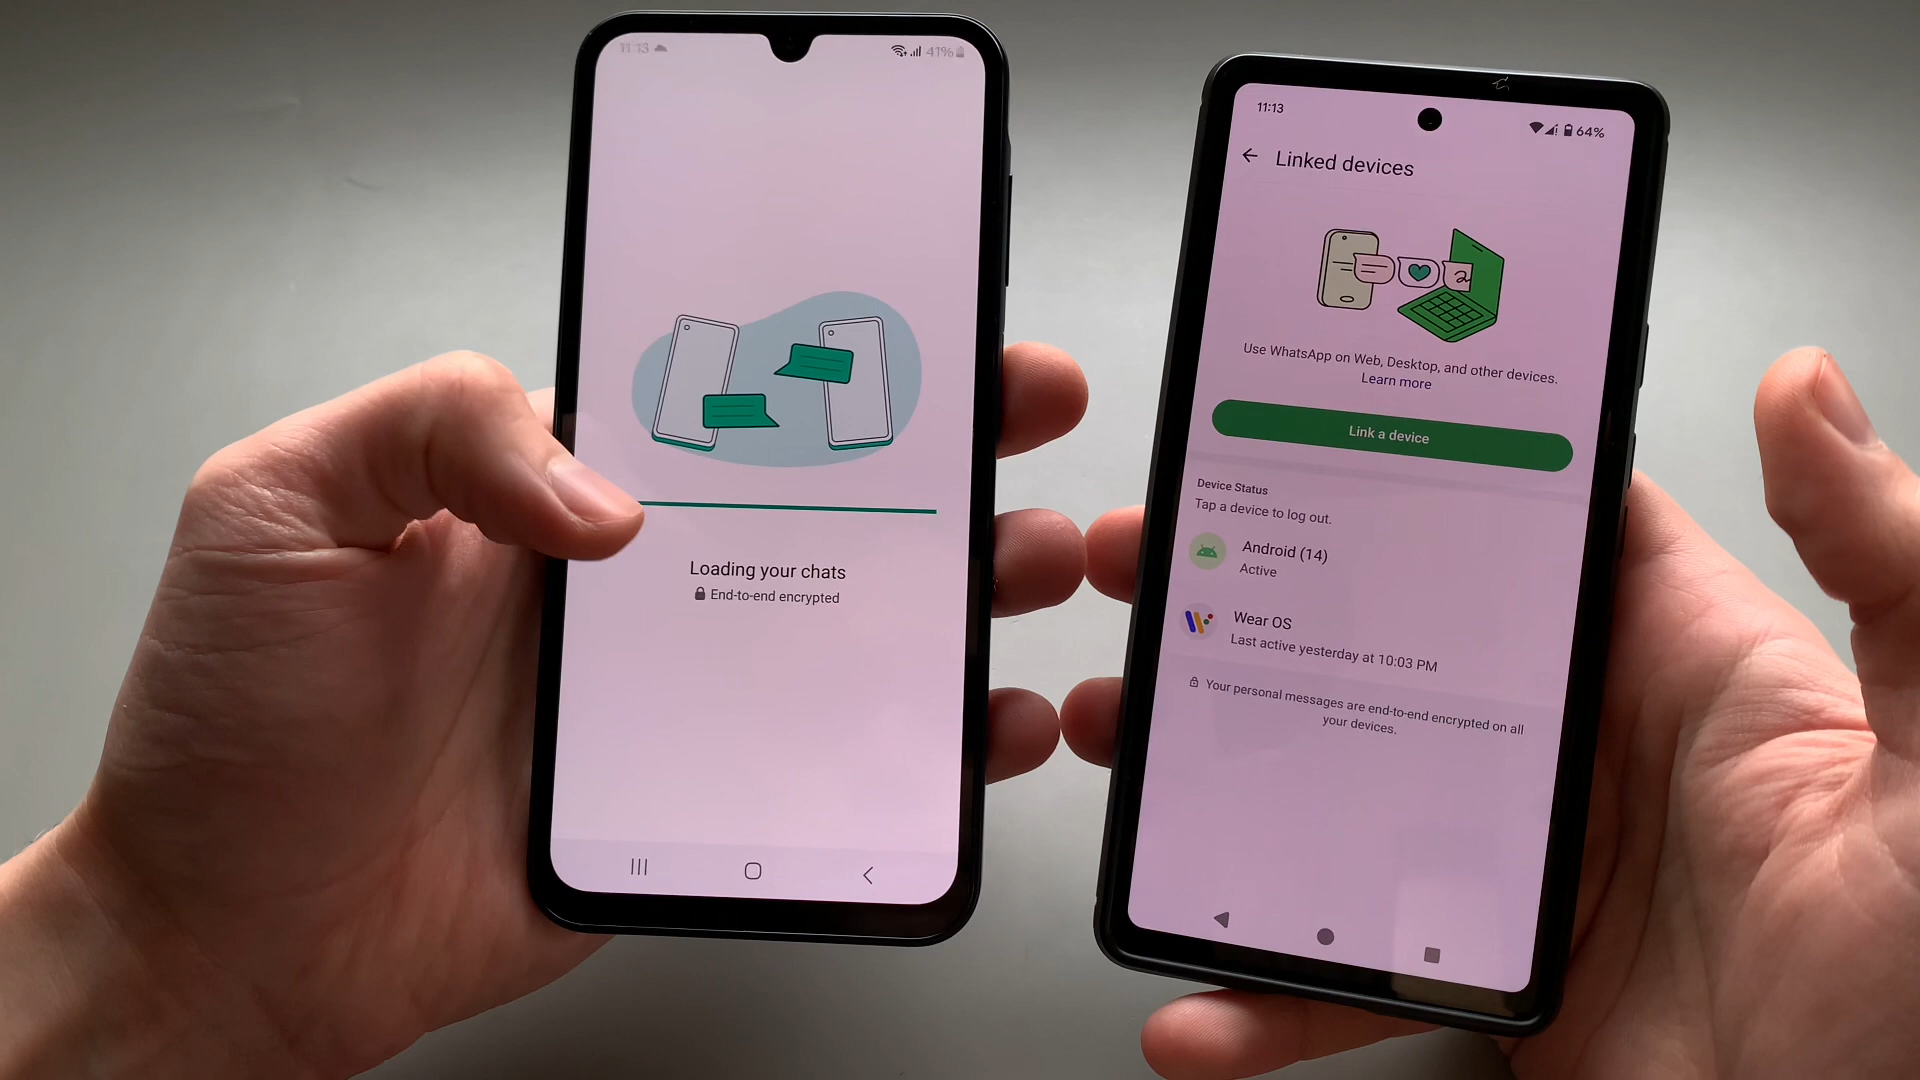 11:13
41%
Loading your chats
End-to-end encrypted
11:13
64%
Linked devices
Use WhatsApp on Web, Desktop, and other devices.
Learn more
Link a device
Device Status
Tap a device to log out.
Android (14)
Active
Wear OS
Last active yesterday at 10:03 PM
Your personal messages are end-to-end encrypted on all
your devices.